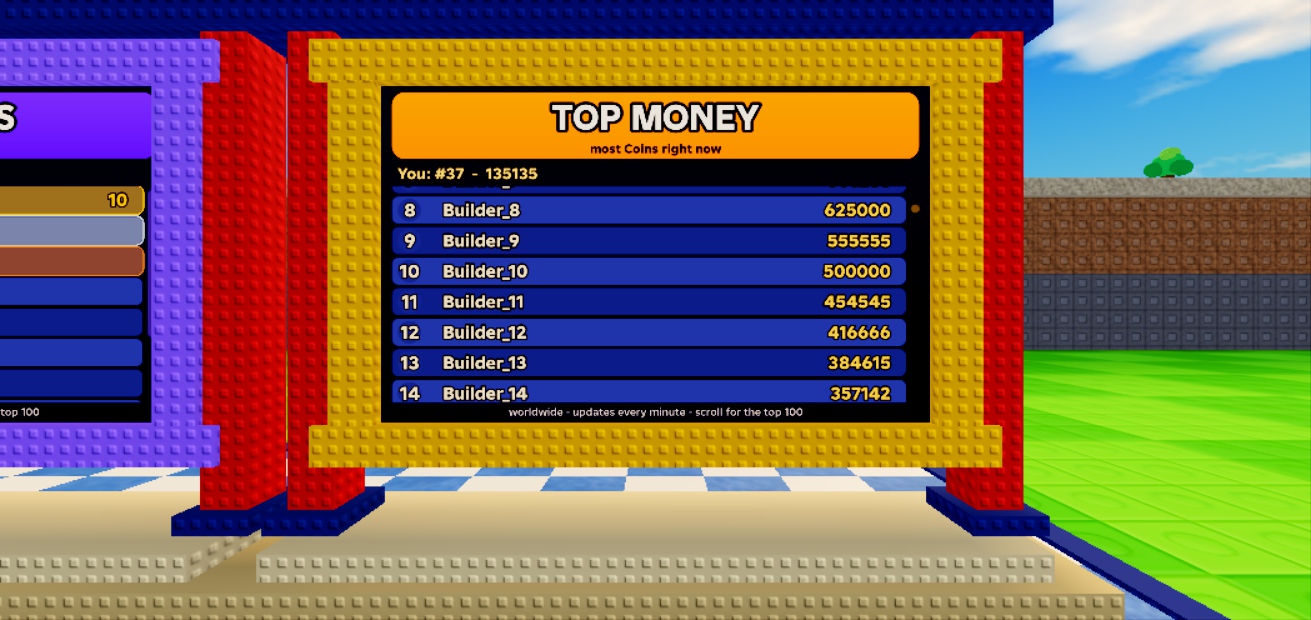 S
10
top 100
TOP MONEY
most Coins right now
You: #37 - 135135
8 Builder_8 625000
9 Builder_9 555555
10 Builder_10 500000
11 Builder_11 454545
12 Builder_12 416666
13 Builder_13 384615
14 Builder_14 357142
worldwide - updates every minute - scroll for the top 100